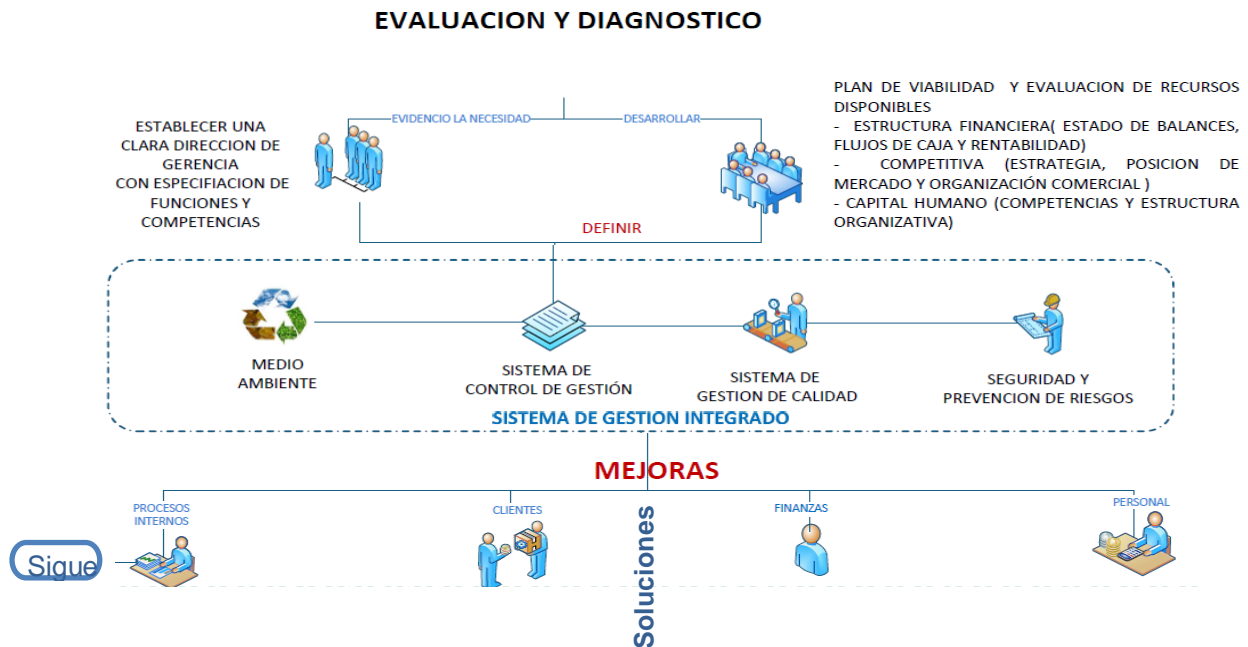 EVALUACION Y DIAGNOSTICO
EVIDENCIO LA NECESIDAD
DESARROLLAR
ESTABLECER UNA
CLARA DIRECCION DE
GERENCIA
CON ESPECIFIACION DE
FUNCIONES Y
COMPETENCIAS
PLAN DE VIABILIDAD Y EVALUACION DE RECURSOS
DISPONIBLES
- ESTRUCTURA FINANCIERA( ESTADO DE BALANCES,
FLUJOS DE CAJA Y RENTABILIDAD)
- COMPETITIVA (ESTRATEGIA, POSICION DE
MERCADO Y ORGANIZACIÓN COMERCIAL )
- CAPITAL HUMANO (COMPETENCIAS Y ESTRUCTURA
ORGANIZATIVA)
DEFINIR
MEDIO
AMBIENTE
SISTEMA DE
CONTROL DE GESTIÓN
SISTEMA DE
GESTION DE CALIDAD
SEGURIDAD Y
PREVENCION DE RIESGOS
SISTEMA DE GESTION INTEGRADO
MEJORAS
PROCESOS
INTERNOS
CLIENTES
FINANZAS
PERSONAL
Sigue
Soluciones